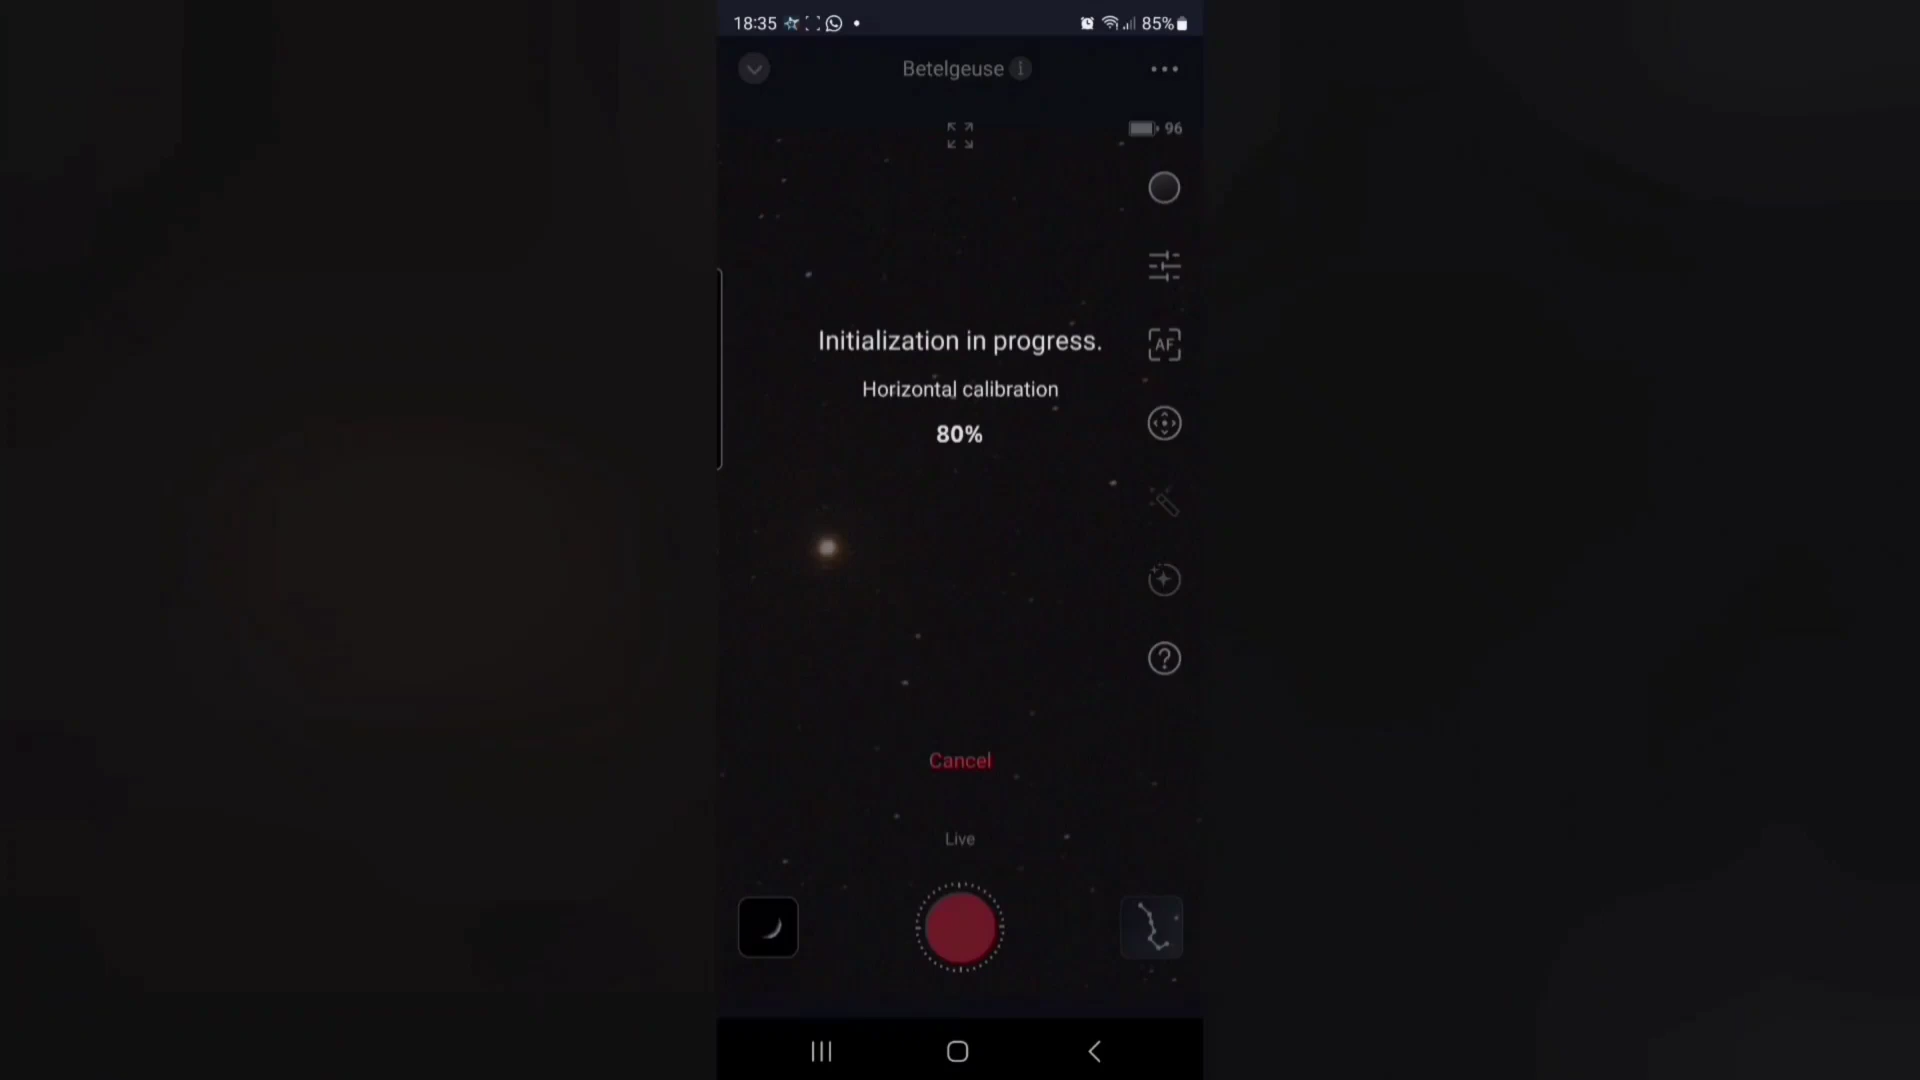 18:35
85%
Betelgeuse
96
Initialization in progress.
AF
Horizontal calibration
80%
Cancel
Live